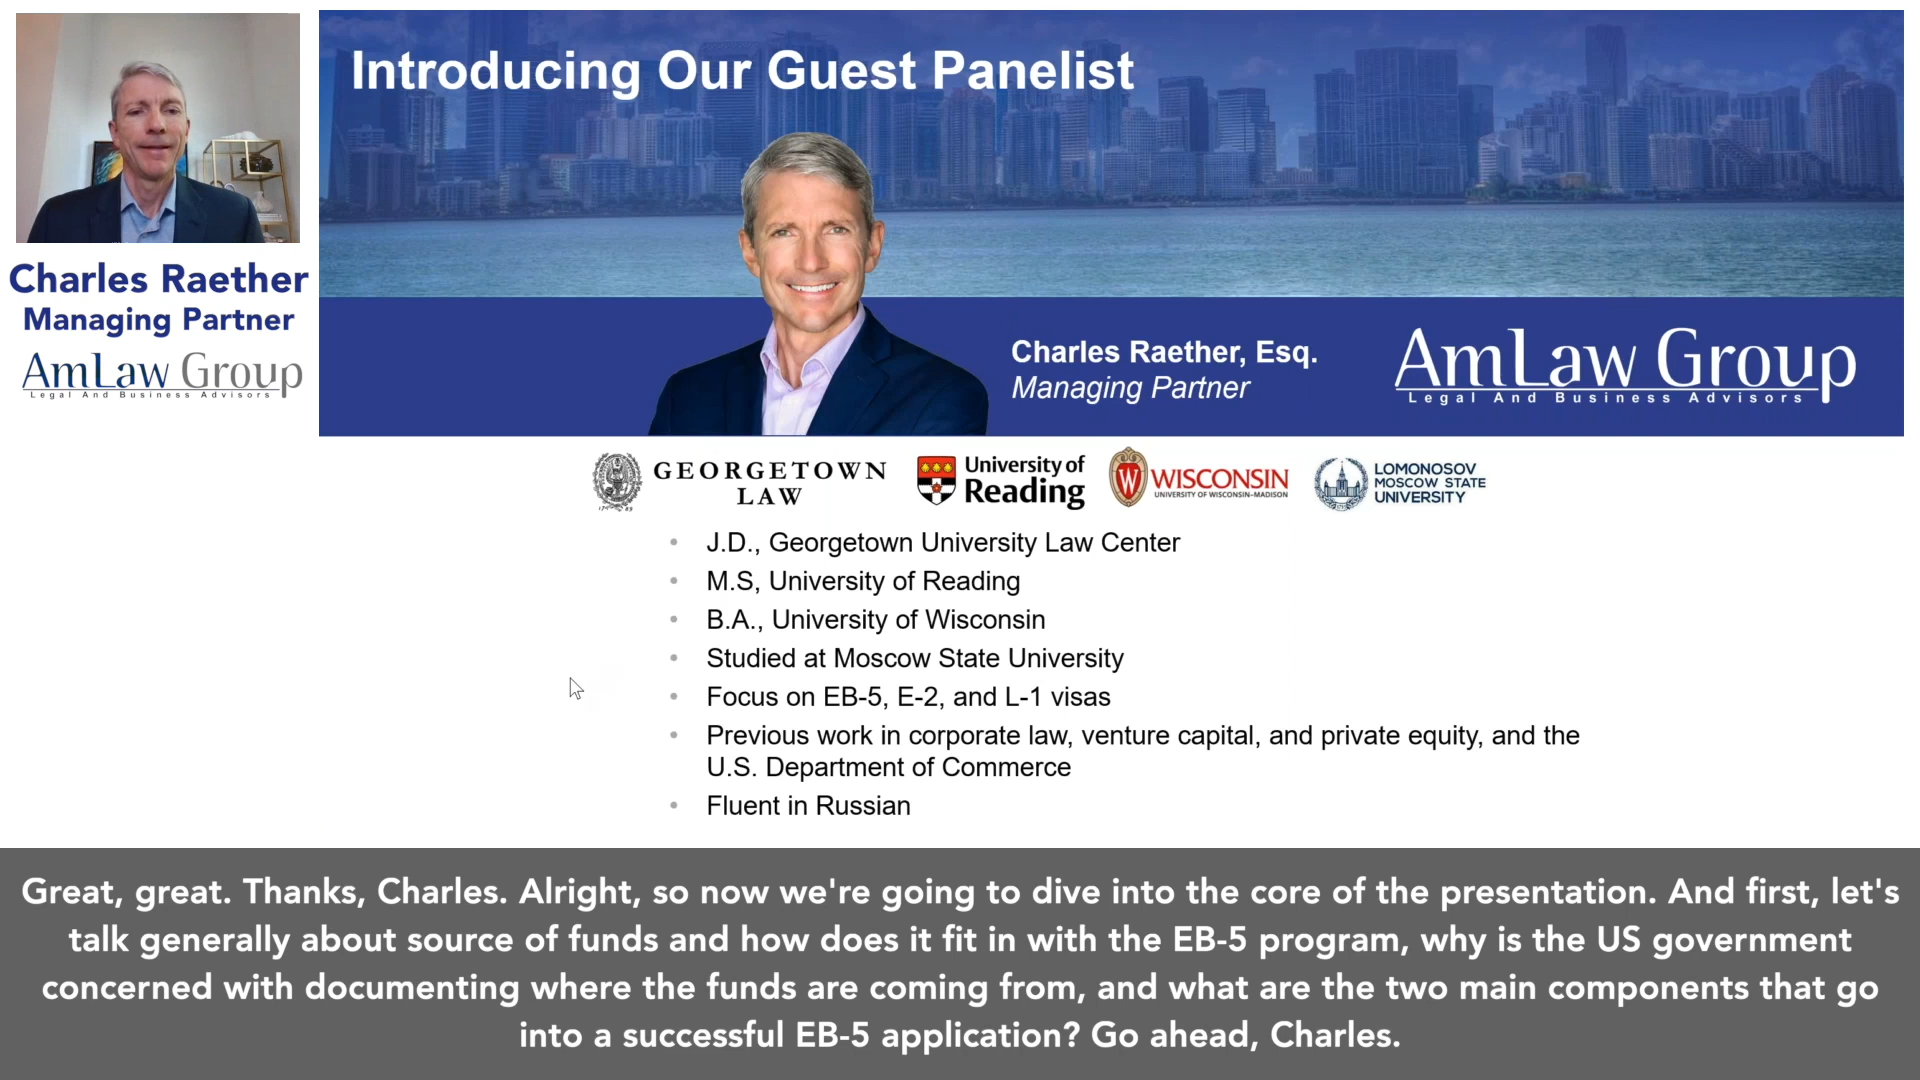 Introducing Our Guest Panelist
Charles Raether
Managing Partner
AmLaw Group
Legal And Business Advisors
Charles Raether, Esq.
Managing Partner
AmLaw Group
Legal And Business Advisors
GEORGETOWN
LAW
University of
Reading
W WISCONSIN
UNIVERSITY OF WISCONSIN–MADISON
LOMONOSOV
MOSCOW STATE
UNIVERSITY
• J.D., Georgetown University Law Center
• M.S, University of Reading
• B.A., University of Wisconsin
• Studied at Moscow State University
• Focus on EB-5, E-2, and L-1 visas
• Previous work in corporate law, venture capital, and private equity, and the
U.S. Department of Commerce
• Fluent in Russian
Great, great. Thanks, Charles. Alright, so now we're going to dive into the core of the presentation. And first, let's
talk generally about source of funds and how does it fit in with the EB-5 program, why is the US government
concerned with documenting where the funds are coming from, and what are the two main components that go
into a successful EB-5 application? Go ahead, Charles.